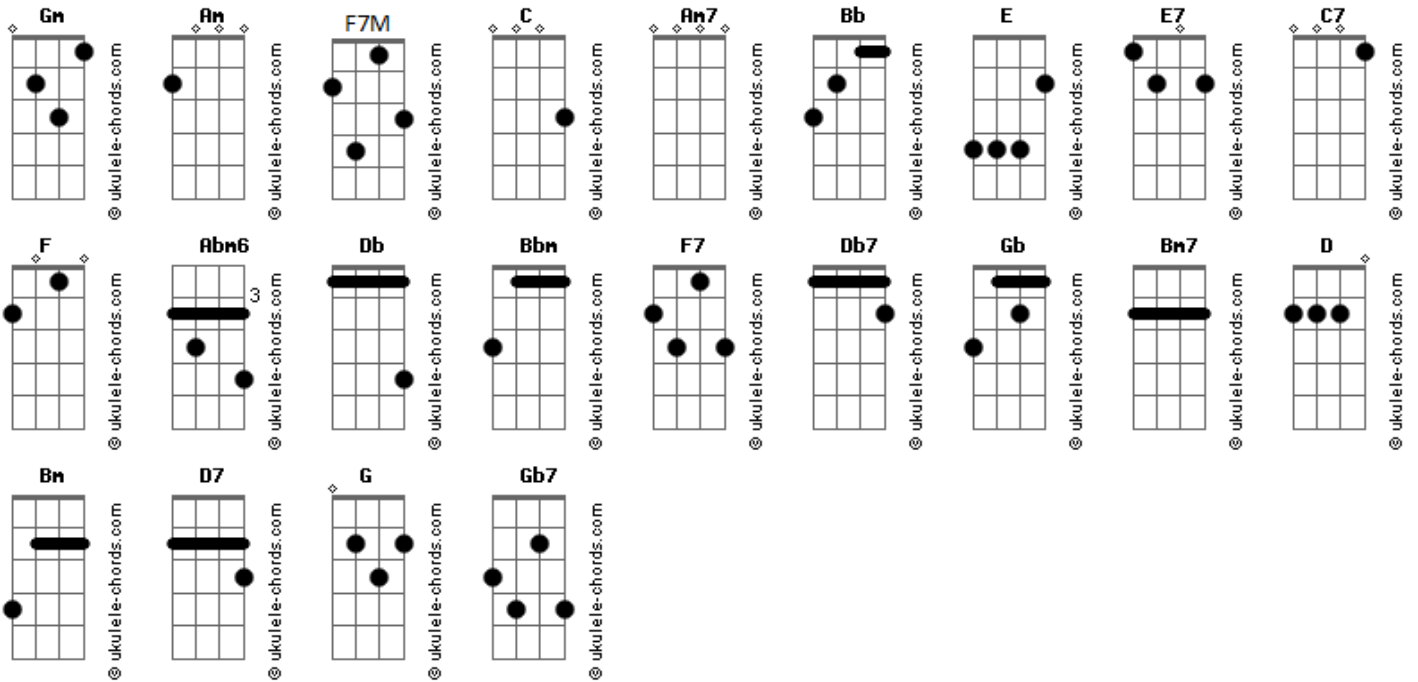 Gm Am F7M C Am7 Bb E E7 C7
© ukulele-chords.com © ukulele-chords.com © ukulele-chords.com © ukulele-chords.com © ukulele-chords.com © ukulele-chords.com © ukulele-chords.com © ukulele-chords.com © ukulele-chords.com
F Abm6 Db Bbm F7 Db7 Gb Bm7 D
3
© ukulele-chords.com © ukulele-chords.com © ukulele-chords.com © ukulele-chords.com © ukulele-chords.com © ukulele-chords.com © ukulele-chords.com © ukulele-chords.com © ukulele-chords.com
Bm D7 G Gb7
© ukulele-chords.com © ukulele-chords.com © ukulele-chords.com © ukulele-chords.com